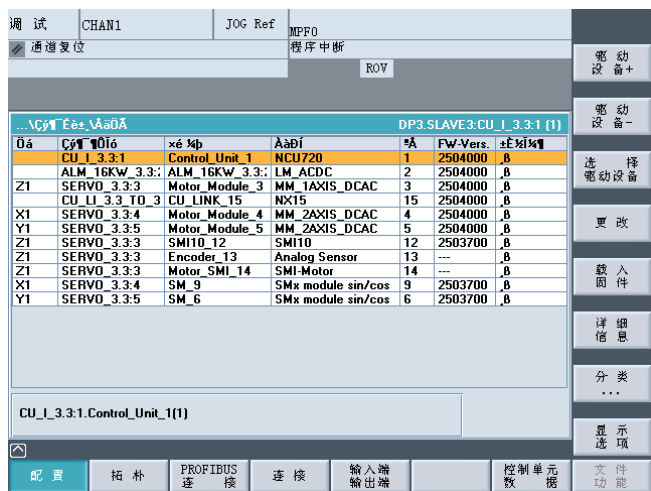 调 试 CHAN1 JOG Ref MPF0
通道复位 程序中断
ROV
DP3.SLAVE3:CU_I_3.3:1 (1)
Öá ×é ¼þ ÀàÐÍ FW-Vers.
CU_I_3.3:1 Control_Unit_1 NCU720 1 2504000
ALM_16KW_3.3:2 ALM_16KW_3.3:2 LM_ACDC 2 2504000
Z1 SERVO_3.3:3 Motor_Module_3 MM_1AXIS_DCAC 3 2504000
CU_LI_3.3_TO_3 CU_LINK_15 NX15 15 2504000
X1 SERVO_3.3:4 Motor_Module_4 MM_2AXIS_DCAC 4 2504000
Y1 SERVO_3.3:5 Motor_Module_5 MM_2AXIS_DCAC 5 2504000
Z1 SERVO_3.3:3 SMI10_12 SMI10 12 2503700
Z1 SERVO_3.3:3 Encoder_13 Analog Sensor 13 ---
Z1 SERVO_3.3:3 Motor_SMI_14 SMI-Motor 14 ---
X1 SERVO_3.3:4 SM_9 SMx module sin/cos 9 2503700
Y1 SERVO_3.3:5 SM_6 SMx module sin/cos 6 2503700
CU_I_3.3:1.Control_Unit_1(1)
驱 动
设 备+
驱 动
设 备-
选 择
驱动设备
更 改
载 入
固 件
详 细
信 息
分 类
...
显 示
选 项
配 置 拓 朴 PROFIBUS
连 接
连 接
输入端
输出端
控制单元
数 据
文 件
功 能